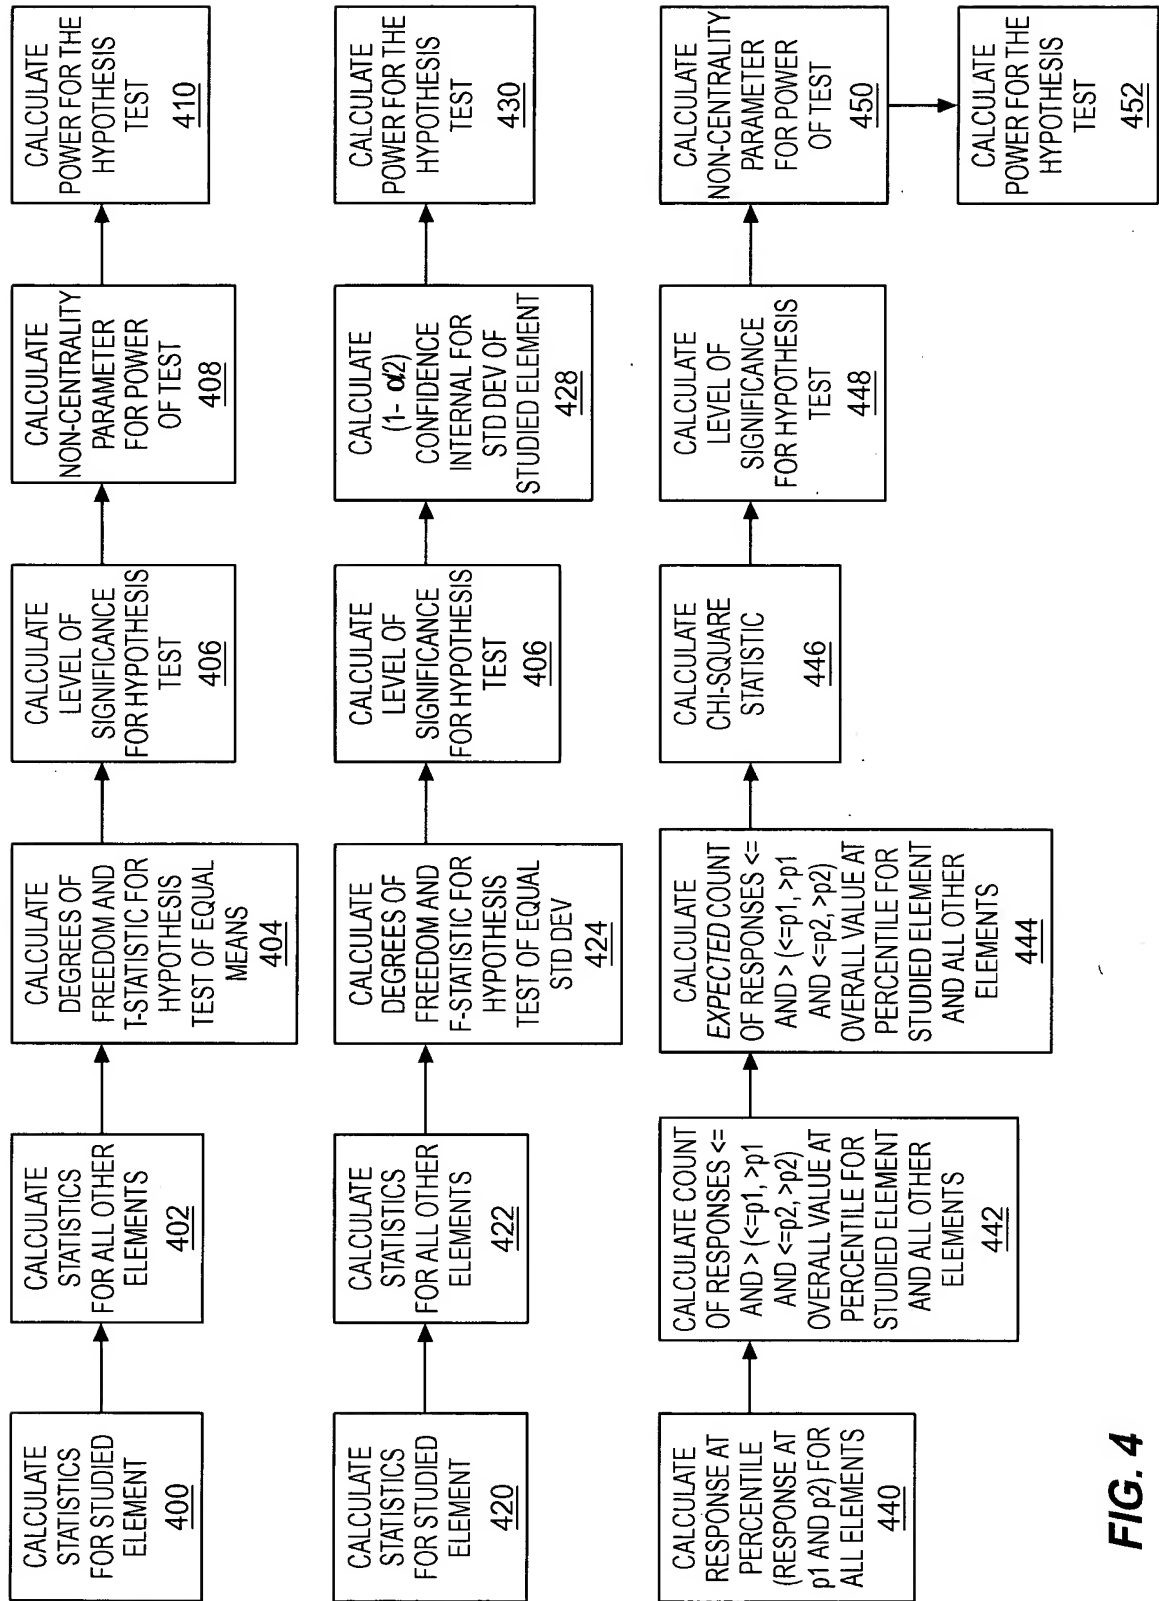 CALCULATE
STATISTICS
FOR STUDIED
ELEMENT
400
CALCULATE
STATISTICS
FOR ALL OTHER
ELEMENTS
402
CALCULATE
DEGREES OF
FREEDOM AND
T-STATISTIC FOR
HYPOTHESIS
TEST OF EQUAL
MEANS
404
CALCULATE
LEVEL OF
SIGNIFICANCE
FOR HYPOTHESIS
TEST
406
CALCULATE
NON-CENTRALITY
PARAMETER
FOR POWER
OF TEST
408
CALCULATE
POWER FOR THE
HYPOTHESIS
TEST
410
CALCULATE
STATISTICS
FOR STUDIED
ELEMENT
420
CALCULATE
STATISTICS
FOR ALL OTHER
ELEMENTS
422
CALCULATE
DEGREES OF
FREEDOM AND
F-STATISTIC FOR
HYPOTHESIS
TEST OF EQUAL
STD DEV
424
CALCULATE
LEVEL OF
SIGNIFICANCE
FOR HYPOTHESIS
TEST
406
CALCULATE
(1- α/2)
CONFIDENCE
INTERNAL FOR
STD DEV OF
STUDIED ELEMENT
428
CALCULATE
POWER FOR THE
HYPOTHESIS
TEST
430
CALCULATE
RESPONSE AT
PERCENTILE
(RESPONSE AT
p1 AND p2) FOR
ALL ELEMENTS
440
CALCULATE COUNT
OF RESPONSES <=
AND > (<=p1, >p1
AND <=p2, >p2)
OVERALL VALUE AT
PERCENTILE FOR
STUDIED ELEMENT
AND ALL OTHER
ELEMENTS
442
CALCULATE
EXPECTED COUNT
OF RESPONSES <=
AND > (<=p1, >p1
AND <=p2, >p2)
OVERALL VALUE AT
PERCENTILE FOR
STUDIED ELEMENT
AND ALL OTHER
ELEMENTS
444
CALCULATE
CHI-SQUARE
STATISTIC
446
CALCULATE
LEVEL OF
SIGNIFICANCE
FOR HYPOTHESIS
TEST
448
CALCULATE
NON-CENTRALITY
PARAMETER
FOR POWER
OF TEST
450
CALCULATE
POWER FOR THE
HYPOTHESIS
TEST
452
FIG. 4